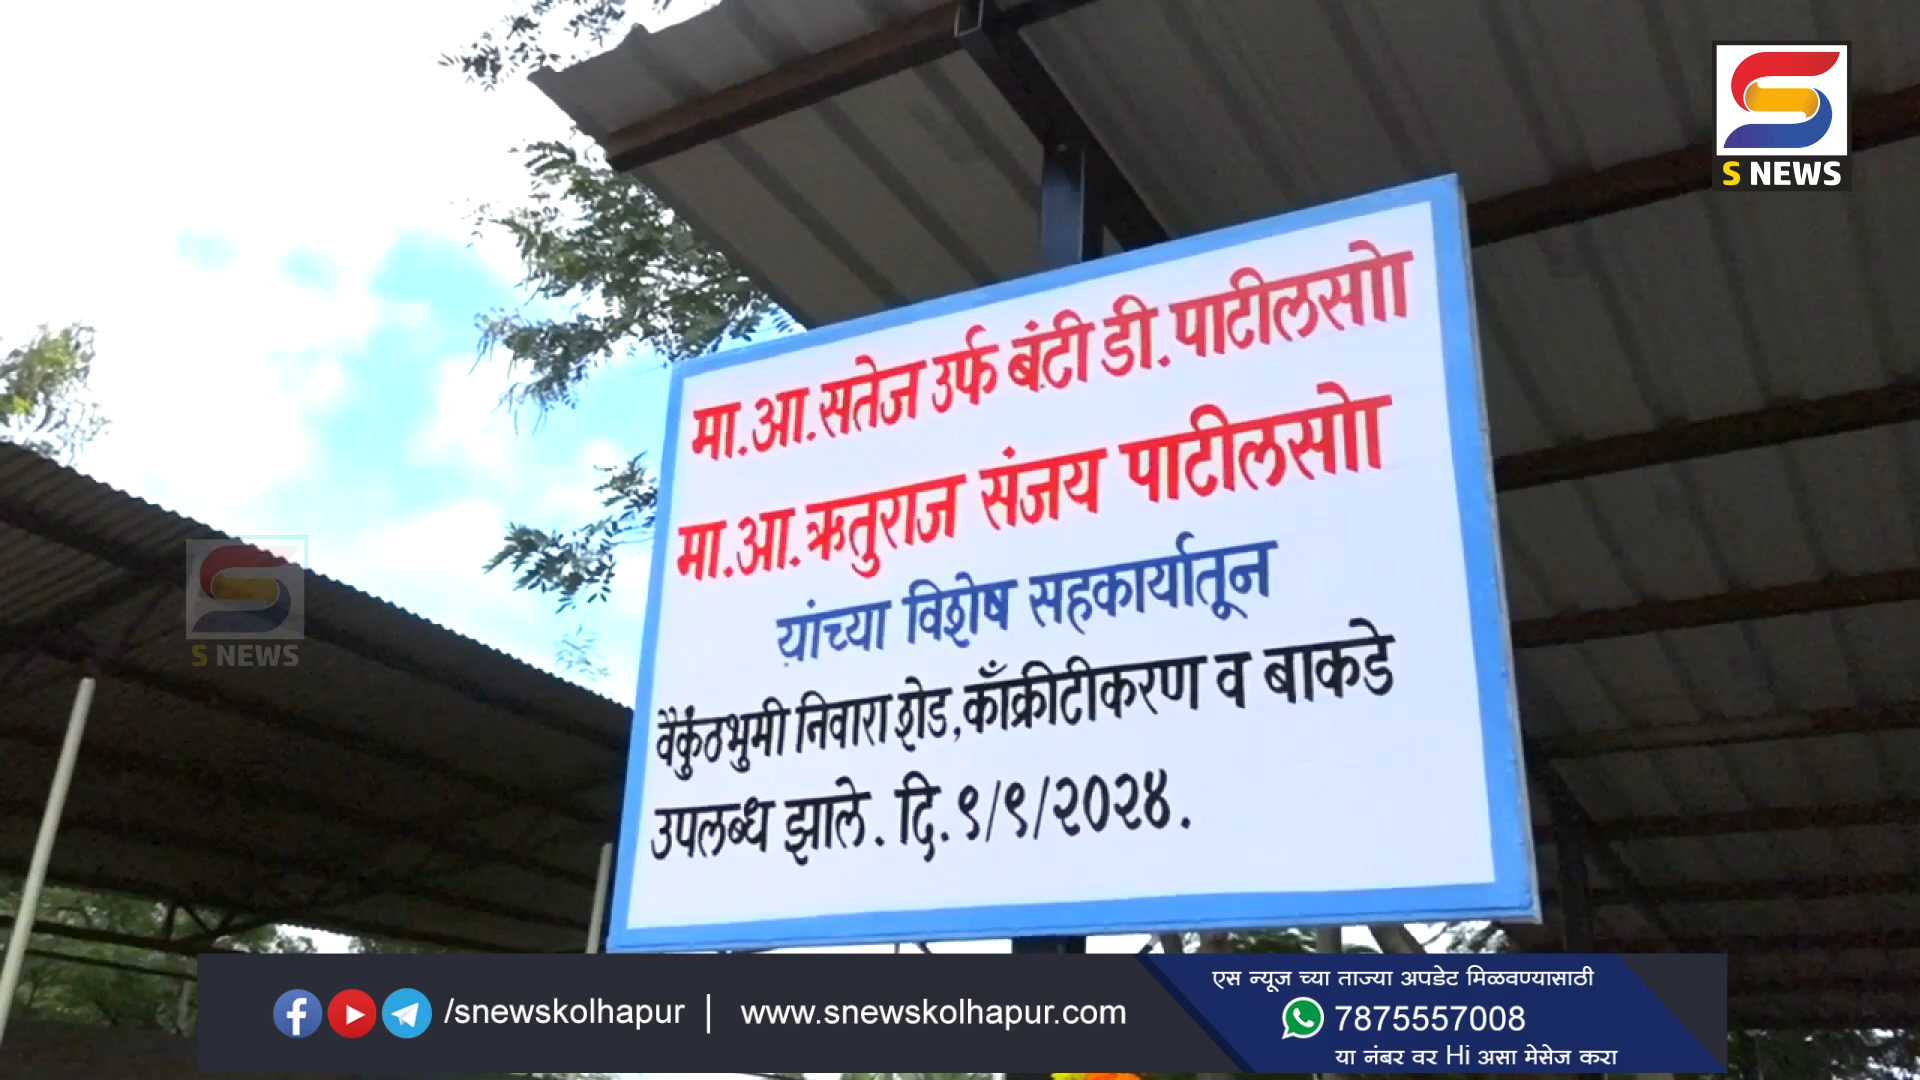 S NEWS
मा.आ.सतेज उर्फ बंटी डी.पाटीलसाो
मा.आ.ऋतुराज संजय पाटीलसाो
यांच्या विशेष सहकार्यातून
वैकुंठभुमी निवारा शेड,काँक्रीटीकरण व बाकडे
उपलब्ध झाले. दि.९/९/२०२४.
S NEWS
/snewskolhapur | www.snewskolhapur.com
एस न्यूज च्या ताज्या अपडेट मिळवण्यासाठी
7875557008
या नंबर वर Hi असा मेसेज करा